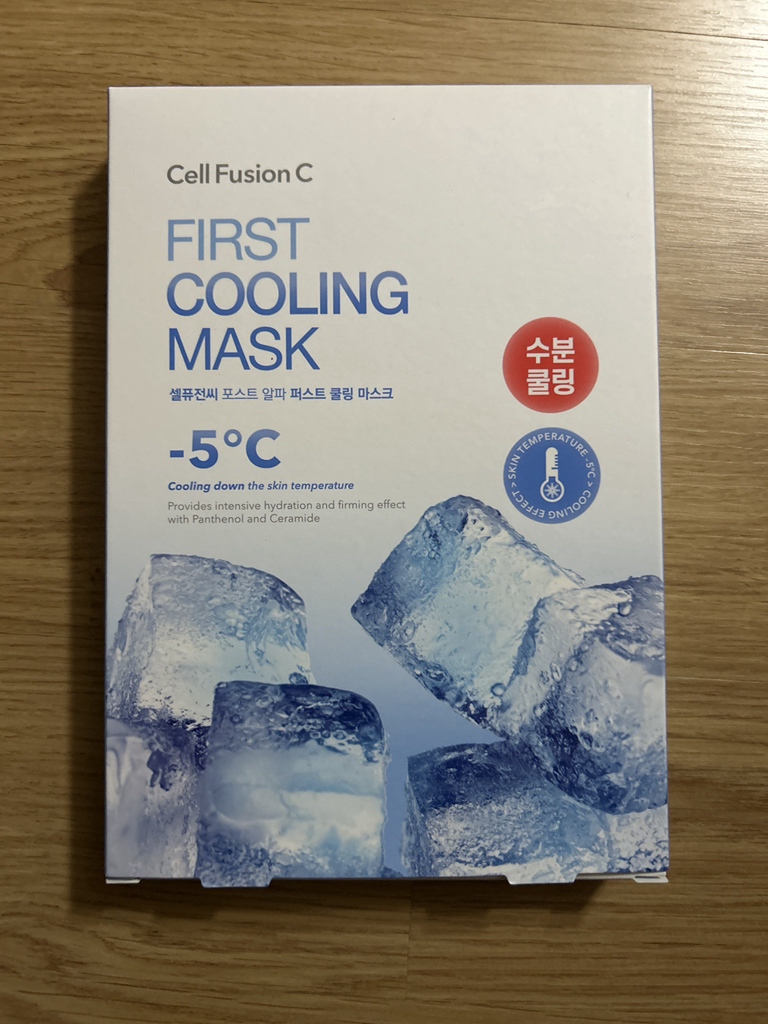 Cell Fusion C
FIRST
COOLING
MASK
셀퓨전씨 포스트 알파 퍼스트 쿨링 마스크
-5°C
Cooling down the skin temperature
Provides intensive hydration and firming effect
with Panthenol and Ceramide
수분
쿨링
SKIN TEMPERATURE -5°C > COOLING EFFECT >